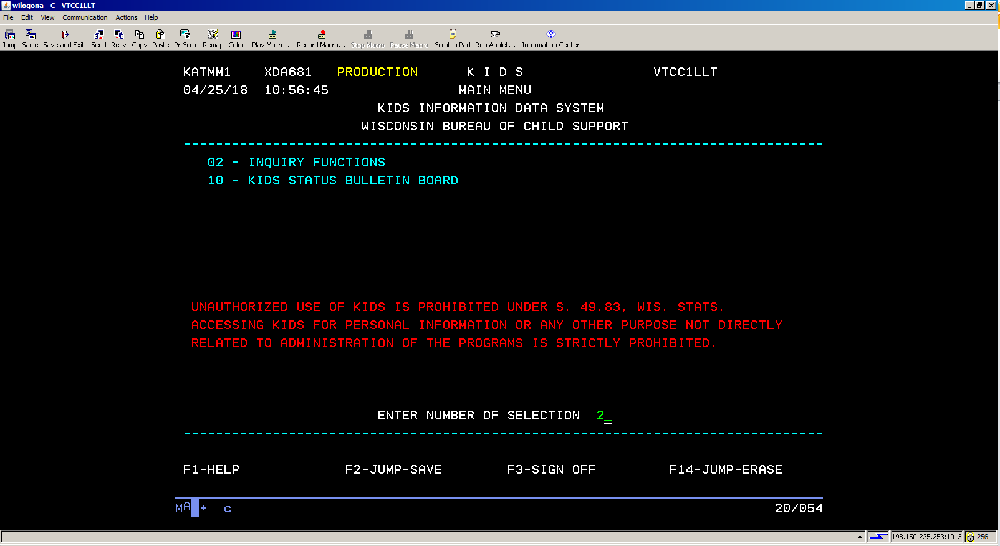 wilogona - C - VTCC1LLT
File Edit View Communication Actions Help
Jump Same Save and Exit Send Recv Copy Paste PrtScrn Remap Color Play Macro... Record Macro... Stop Macro Pause Macro Scratch Pad Run Applet... Information Center
KATMM1 XDA681 PRODUCTION K I D S VTCC1LLT
04/25/18 10:56:45 MAIN MENU
KIDS INFORMATION DATA SYSTEM
WISCONSIN BUREAU OF CHILD SUPPORT
--------------------------------------------------------------------------------
02 - INQUIRY FUNCTIONS
10 - KIDS STATUS BULLETIN BOARD
UNAUTHORIZED USE OF KIDS IS PROHIBITED UNDER S. 49.83, WIS. STATS.
ACCESSING KIDS FOR PERSONAL INFORMATION OR ANY OTHER PURPOSE NOT DIRECTLY
RELATED TO ADMINISTRATION OF THE PROGRAMS IS STRICTLY PROHIBITED.
ENTER NUMBER OF SELECTION 2_
--------------------------------------------------------------------------------
F1-HELP F2-JUMP-SAVE F3-SIGN OFF F14-JUMP-ERASE
MA + c 20/054
198.150.235.253:1013 256